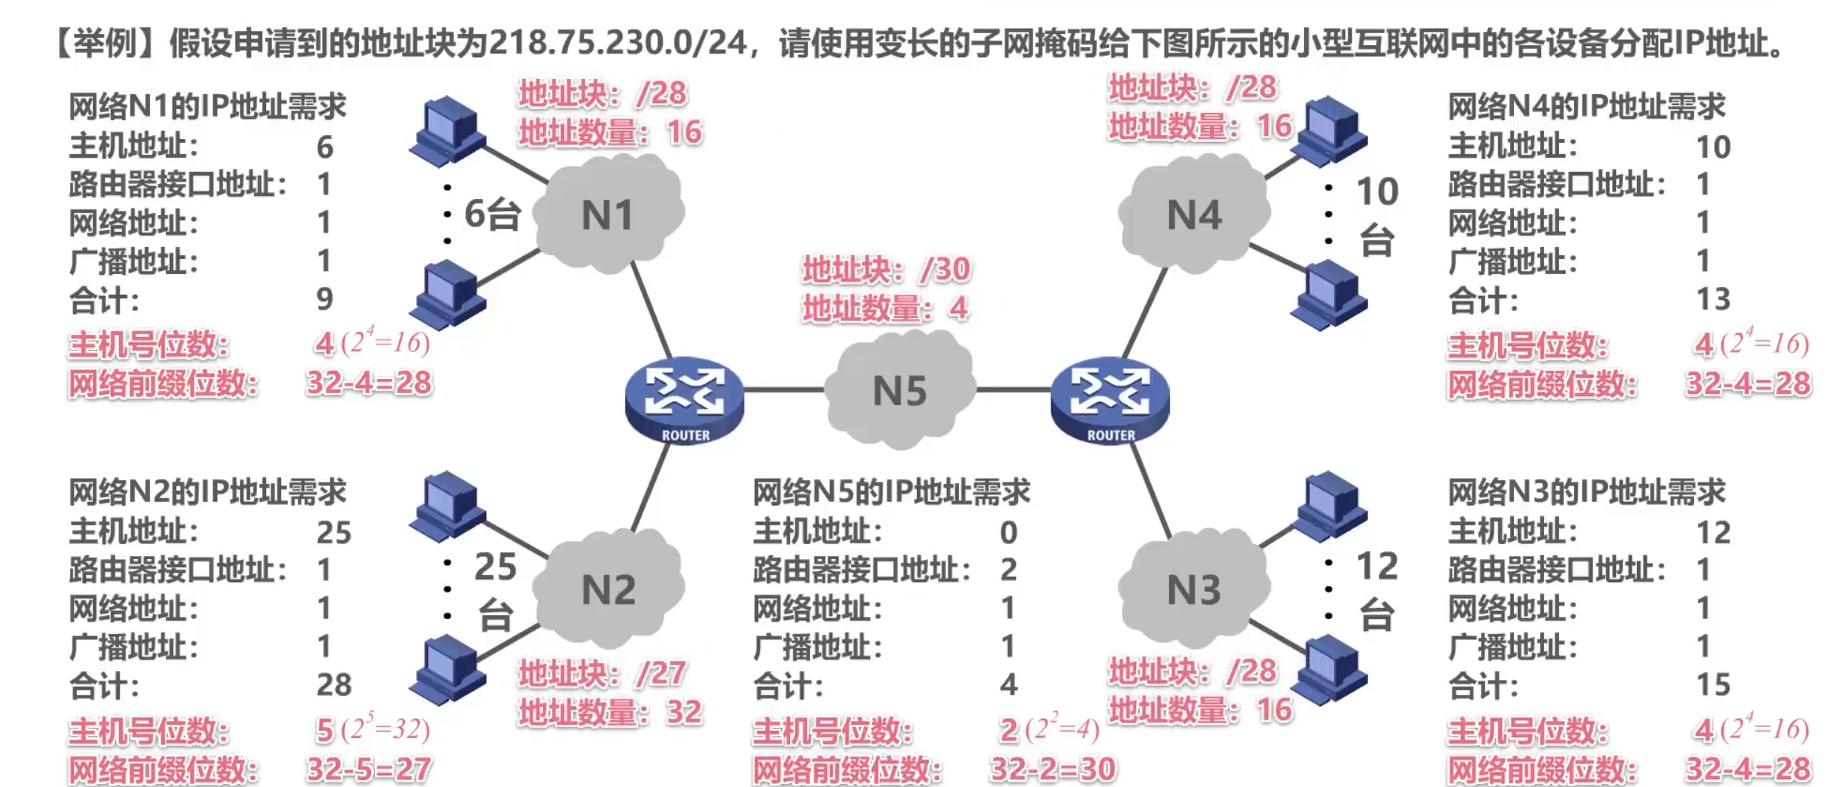 【举例】假设申请到的地址块为218.75.230.0/24，请使用变长的子网掩码给下图所示的小型互联网中的各设备分配IP地址。
网络N1的IP地址需求
主机地址： 6
路由器接口地址： 1
网络地址： 1
广播地址： 1
合计： 9
主机号位数： 4 (2^4=16)
网络前缀位数： 32-4=28
地址块：/28
地址数量：16
6台
N1
地址块：/28
地址数量：16
N4
10
台
网络N4的IP地址需求
主机地址： 10
路由器接口地址： 1
网络地址： 1
广播地址： 1
合计： 13
主机号位数： 4 (2^4=16)
网络前缀位数： 32-4=28
地址块：/30
地址数量：4
ROUTER
N5
ROUTER
网络N2的IP地址需求
主机地址： 25
路由器接口地址： 1
网络地址： 1
广播地址： 1
合计： 28
主机号位数： 5 (2^5=32)
网络前缀位数： 32-5=27
25
台
N2
地址块：/27
地址数量：32
网络N5的IP地址需求
主机地址： 0
路由器接口地址： 2
网络地址： 1
广播地址： 1
合计： 4
主机号位数： 2 (2^2=4)
网络前缀位数： 32-2=30
N3
12
台
地址块：/28
地址数量：16
网络N3的IP地址需求
主机地址： 12
路由器接口地址： 1
网络地址： 1
广播地址： 1
合计： 15
主机号位数： 4 (2^4=16)
网络前缀位数： 32-4=28